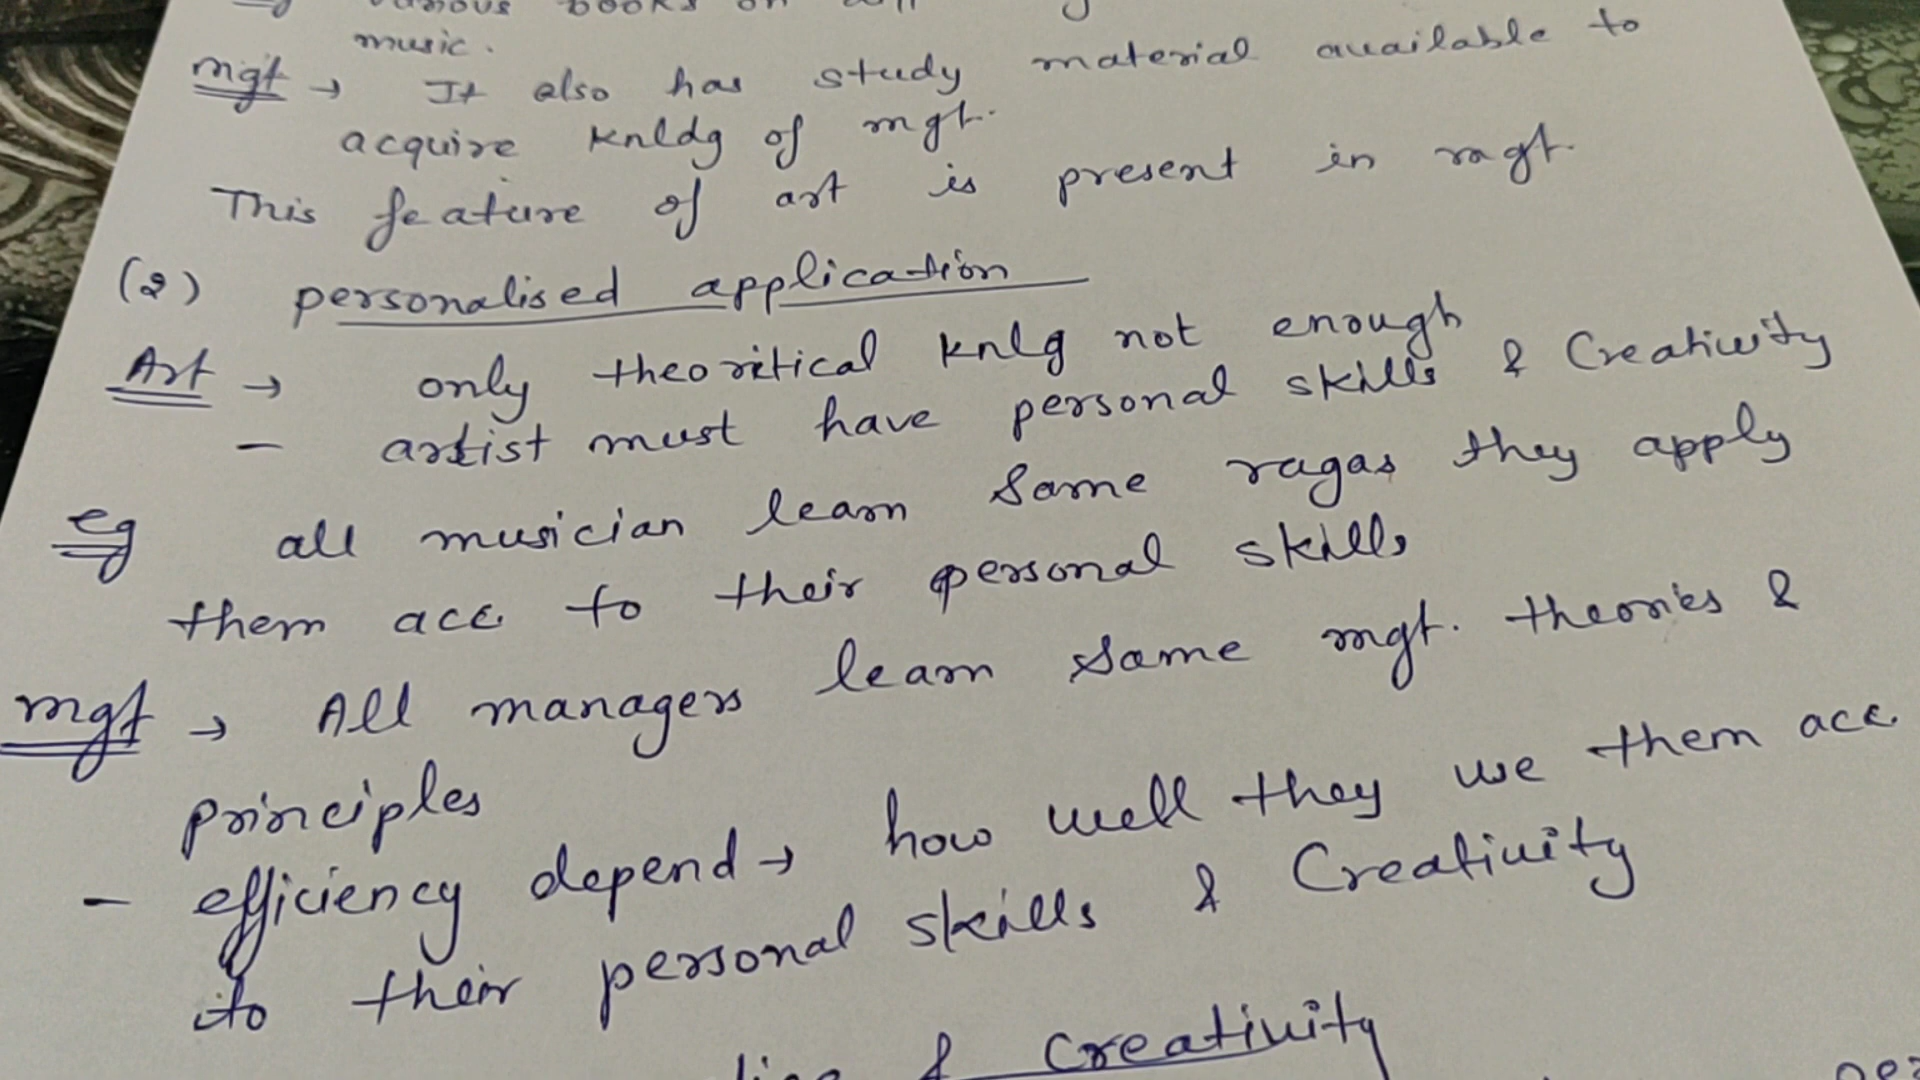 various books on
music.
mgt → It also has study material available to
acquire knldg of mgt.
This feature of art is present in mgt.
(2) personalised application
Art → only theoritical knlg not enough
- artist must have personal skills & Creativity
eg all musician learn same ragas they apply
them acc. to their personal skills
mgt → All managers learn same mgt. theories &
principles
- efficiency depend → how well they use them acc.
to their personal skills & Creativity
& creativity